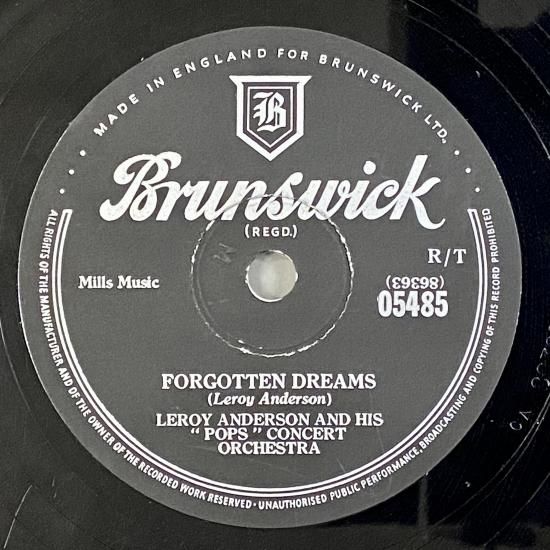 MADE IN ENGLAND FOR BRUNSWICK LTD.
B
Brunswick
(REGD.)
R/T
Mills Music
(86363)
05485
FORGOTTEN DREAMS
(Leroy Anderson)
LEROY ANDERSON AND HIS
“ POPS ” CONCERT
ORCHESTRA
ALL RIGHTS OF THE MANUFACTURER AND OF THE OWNER OF THE RECORDED WORK RESERVED · UNAUTHORISED PUBLIC PERFORMANCE, BROADCASTING AND COPYING OF THIS RECORD PROHIBITED
M